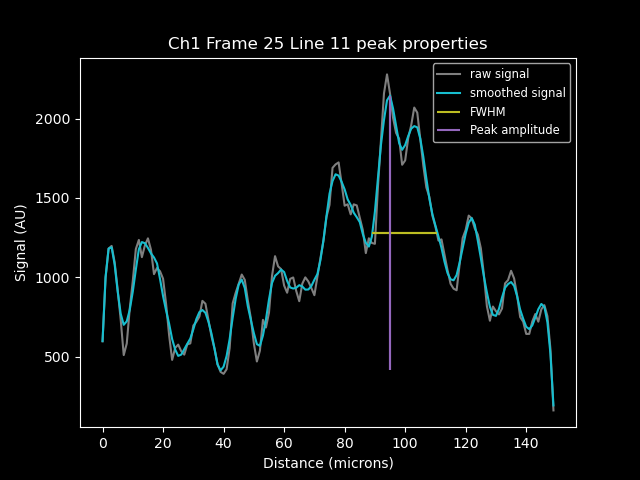 Ch1 Frame 25 Line 11 peak properties
raw signal
smoothed signal
FWHM
Peak amplitude
Signal (AU)
2000
1500
1000
500
0 20 40 60 80 100 120 140
Distance (microns)